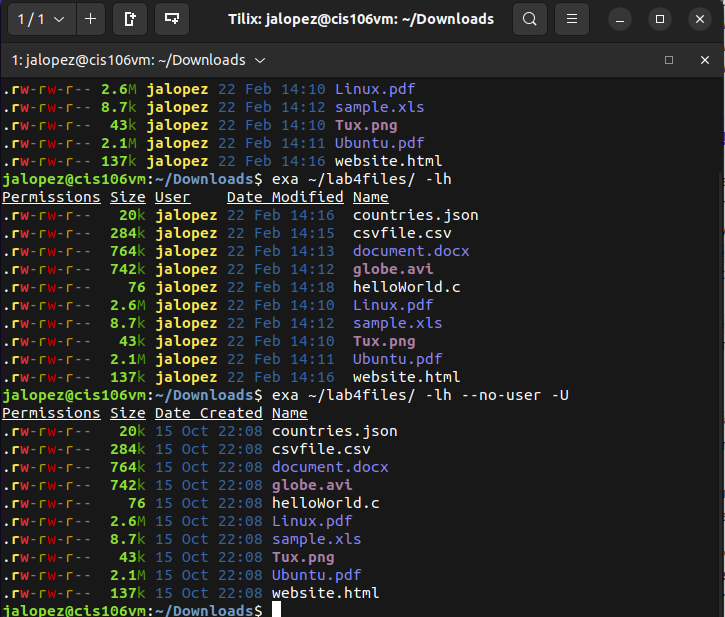 1 / 1
Tilix: jalopez@cis106vm: ~/Downloads
1: jalopez@cis106vm: ~/Downloads
.rw-rw-r-- 2.6M jalopez 22 Feb 14:10 Linux.pdf
.rw-rw-r-- 8.7k jalopez 22 Feb 14:12 sample.xls
.rw-rw-r--  43k jalopez 22 Feb 14:10 Tux.png
.rw-rw-r-- 2.1M jalopez 22 Feb 14:11 Ubuntu.pdf
.rw-rw-r-- 137k jalopez 22 Feb 14:16 website.html
jalopez@cis106vm:~/Downloads$ exa ~/lab4files/ -lh
Permissions Size User    Date Modified Name
.rw-rw-r--   20k jalopez 22 Feb 14:16  countries.json
.rw-rw-r--  284k jalopez 22 Feb 14:12  csvfile.csv
.rw-rw-r--  764k jalopez 22 Feb 14:13  document.docx
.rw-rw-r--  742k jalopez 22 Feb 14:12  globe.avi
.rw-rw-r--    76 jalopez 22 Feb 14:18  helloWorld.c
.rw-rw-r--  2.6M jalopez 22 Feb 14:10  Linux.pdf
.rw-rw-r--  8.7k jalopez 22 Feb 14:12  sample.xls
.rw-rw-r--   43k jalopez 22 Feb 14:10  Tux.png
.rw-rw-r--  2.1M jalopez 22 Feb 14:11  Ubuntu.pdf
.rw-rw-r--  137k jalopez 22 Feb 14:16  website.html
jalopez@cis106vm:~/Downloads$ exa ~/lab4files/ -lh --no-user -U
Permissions Size Date Created Name
.rw-rw-r--   20k 15 Oct 22:08 countries.json
.rw-rw-r--  284k 15 Oct 22:08 csvfile.csv
.rw-rw-r--  764k 15 Oct 22:08 document.docx
.rw-rw-r--  742k 15 Oct 22:08 globe.avi
.rw-rw-r--    76 15 Oct 22:08 helloWorld.c
.rw-rw-r--  2.6M 15 Oct 22:08 Linux.pdf
.rw-rw-r--  8.7k 15 Oct 22:08 sample.xls
.rw-rw-r--   43k 15 Oct 22:08 Tux.png
.rw-rw-r--  2.1M 15 Oct 22:08 Ubuntu.pdf
.rw-rw-r--  137k 15 Oct 22:08 website.html
jalopez@cis106vm:~/Downloads$